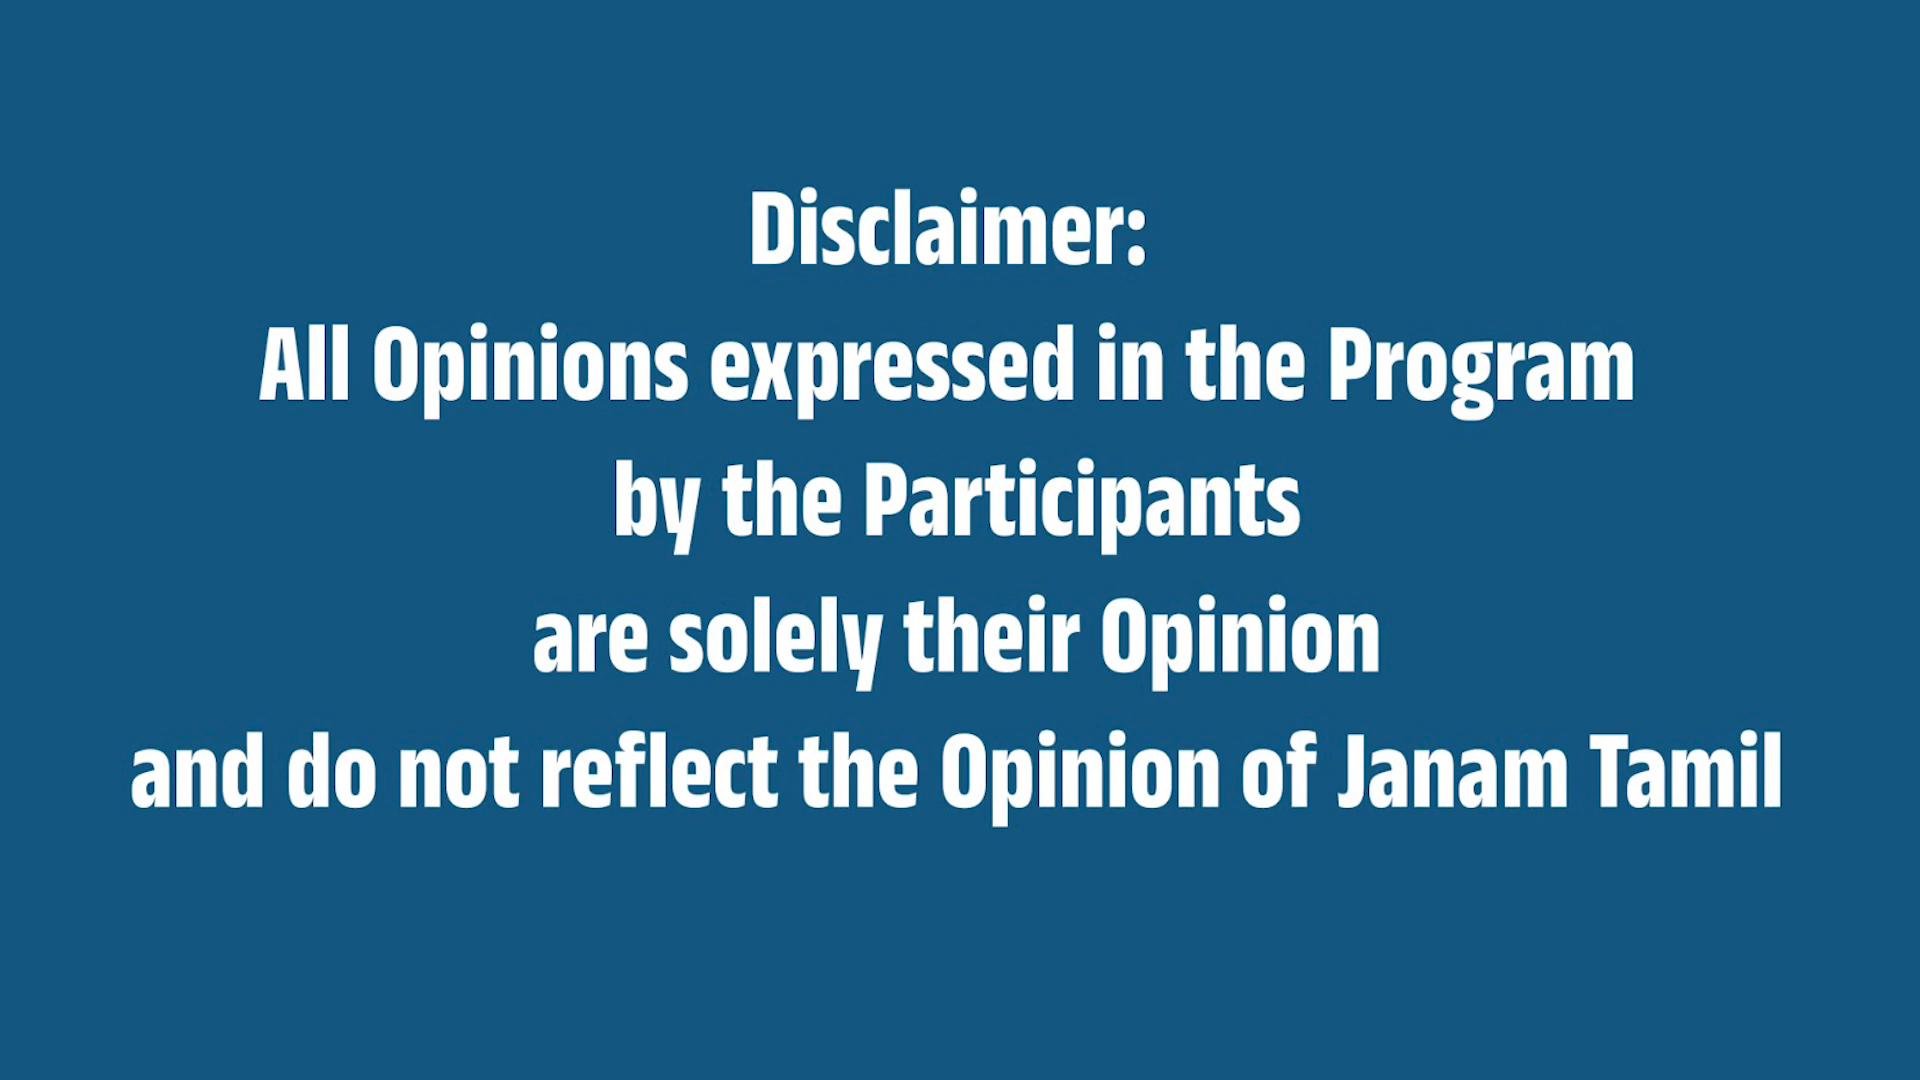 Disclaimer:
All Opinions expressed in the Program
by the Participants
are solely their Opinion
and do not reflect the Opinion of Janam Tamil